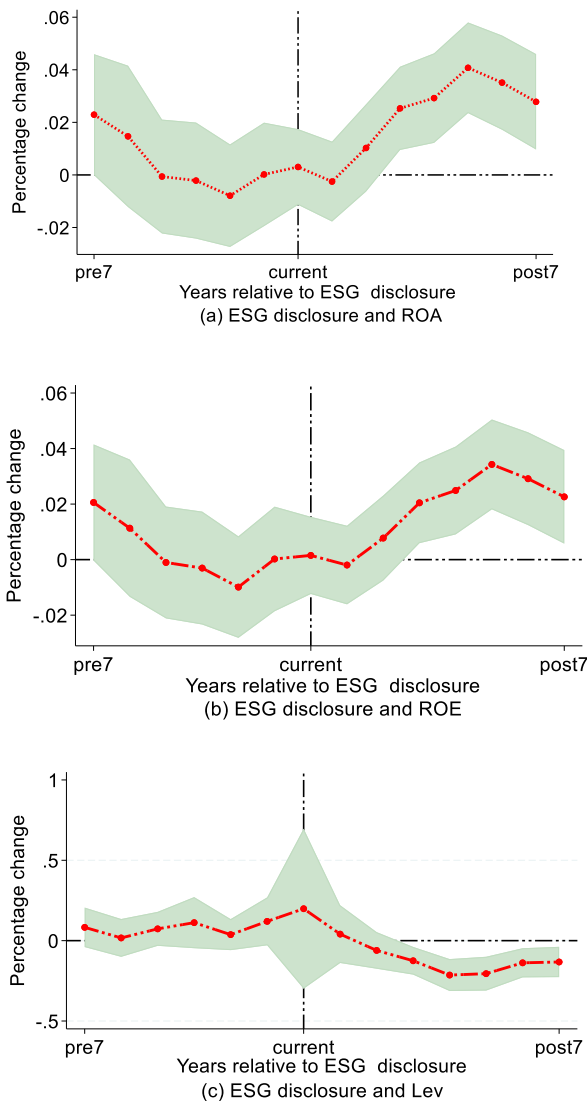 .06
.04
.02
0
-.02
Percentage change
pre7 current post7
Years relative to ESG disclosure
(a) ESG disclosure and ROA
.06
.04
.02
0
-.02
Percentage change
pre7 current post7
Years relative to ESG disclosure
(b) ESG disclosure and ROE
1
.5
0
-.5
Percentage change
pre7 current post7
Years relative to ESG disclosure
(c) ESG disclosure and Lev